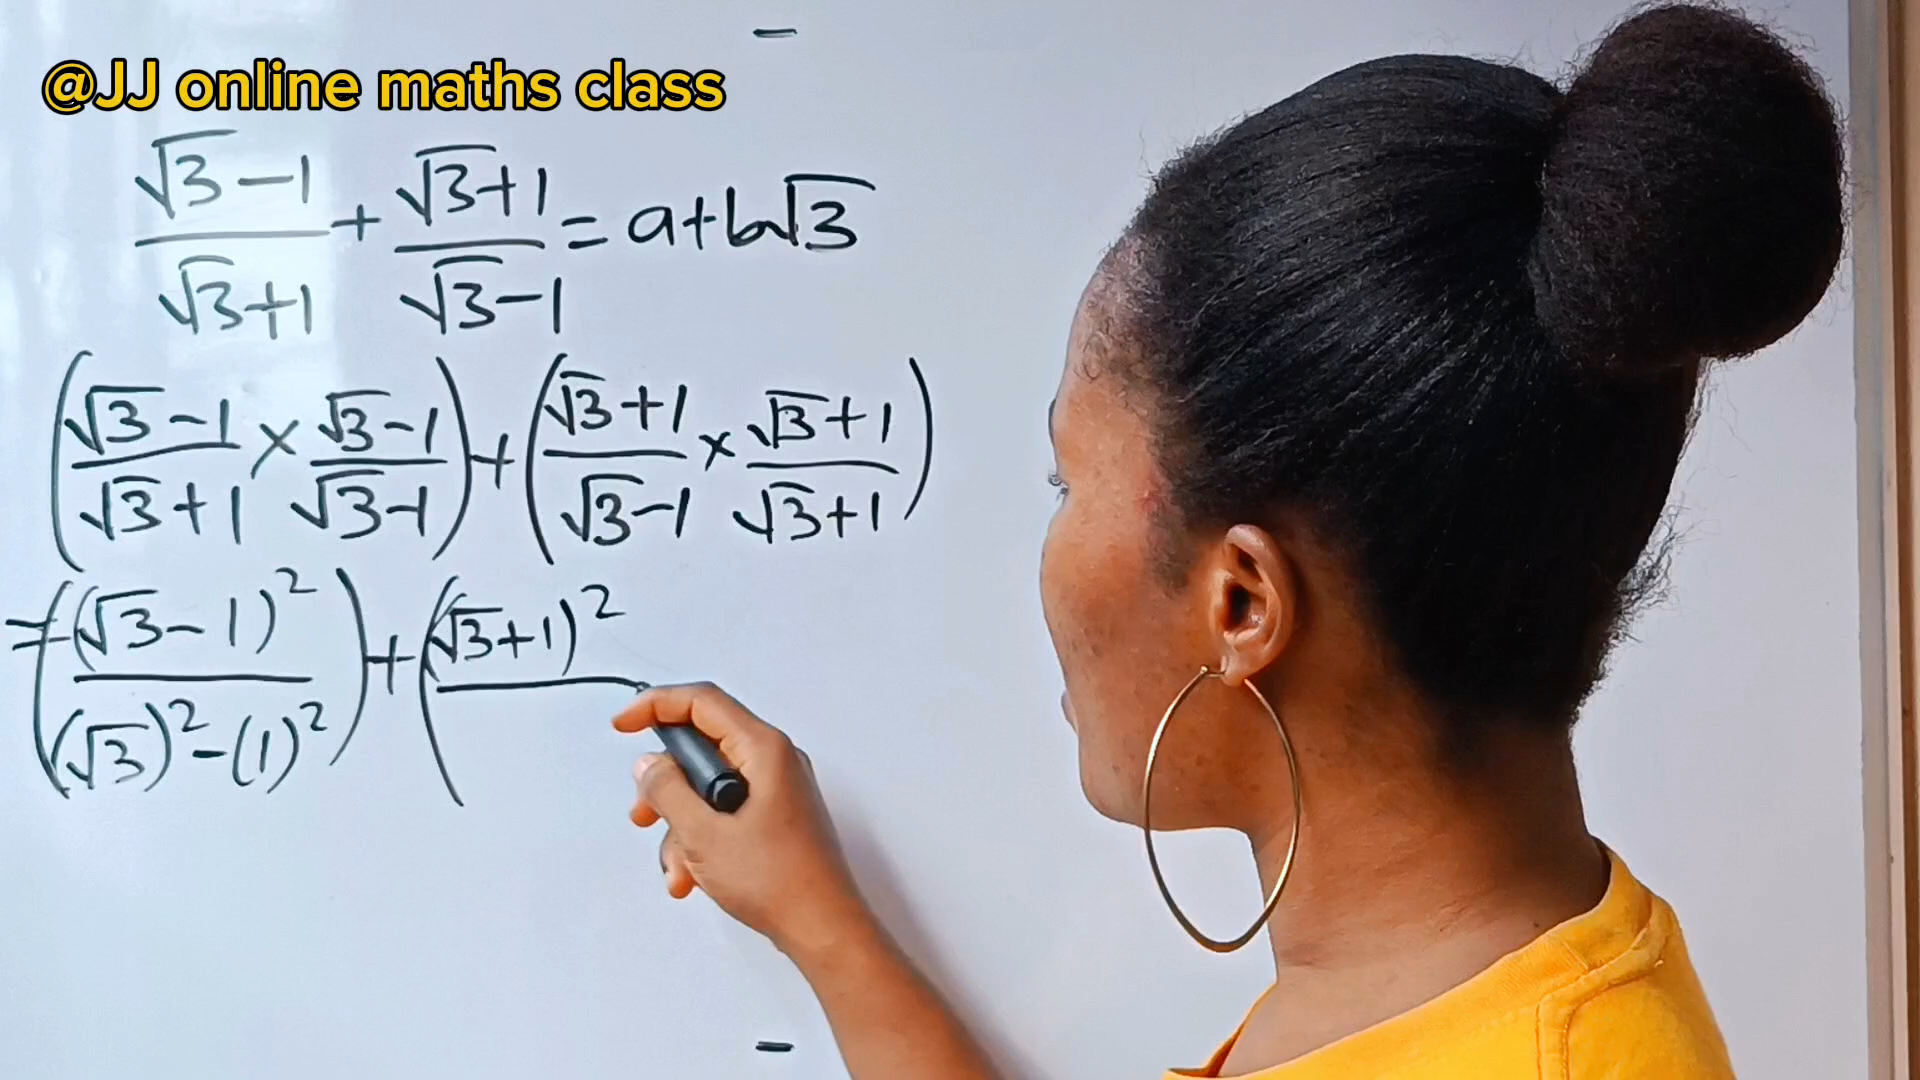 @JJ online maths class
(√3-1)/(√3+1) + (√3+1)/(√3-1) = a+b√3
((√3-1)/(√3+1) × (√3-1)/(√3-1)) + ((√3+1)/(√3-1) × (√3+1)/(√3+1))
= ((√3-1)²/((√3)²-(1)²)) + ((√3+1)²